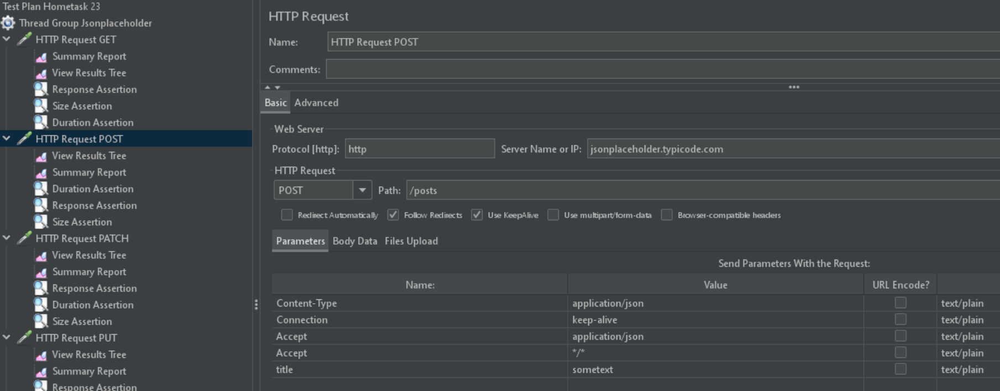 Test Plan Hometask 23
Thread Group Jsonplaceholder
HTTP Request GET
Summary Report
View Results Tree
Response Assertion
Size Assertion
Duration Assertion
HTTP Request POST
View Results Tree
Summary Report
Duration Assertion
Response Assertion
Size Assertion
HTTP Request PATCH
View Results Tree
Summary Report
Response Assertion
Duration Assertion
Size Assertion
HTTP Request PUT
View Results Tree
Summary Report
Response Assertion
HTTP Request
Name: HTTP Request POST
Comments:
Basic Advanced
Web Server
Protocol [http]: http Server Name or IP: jsonplaceholder.typicode.com
HTTP Request
POST Path: /posts
Redirect Automatically Follow Redirects Use KeepAlive Use multipart/form-data Browser-compatible headers
Parameters Body Data Files Upload
Send Parameters With the Request:
Name: Value URL Encode?
Content-Type application/json text/plain
Connection keep-alive text/plain
Accept application/json text/plain
Accept */* text/plain
title sometext text/plain